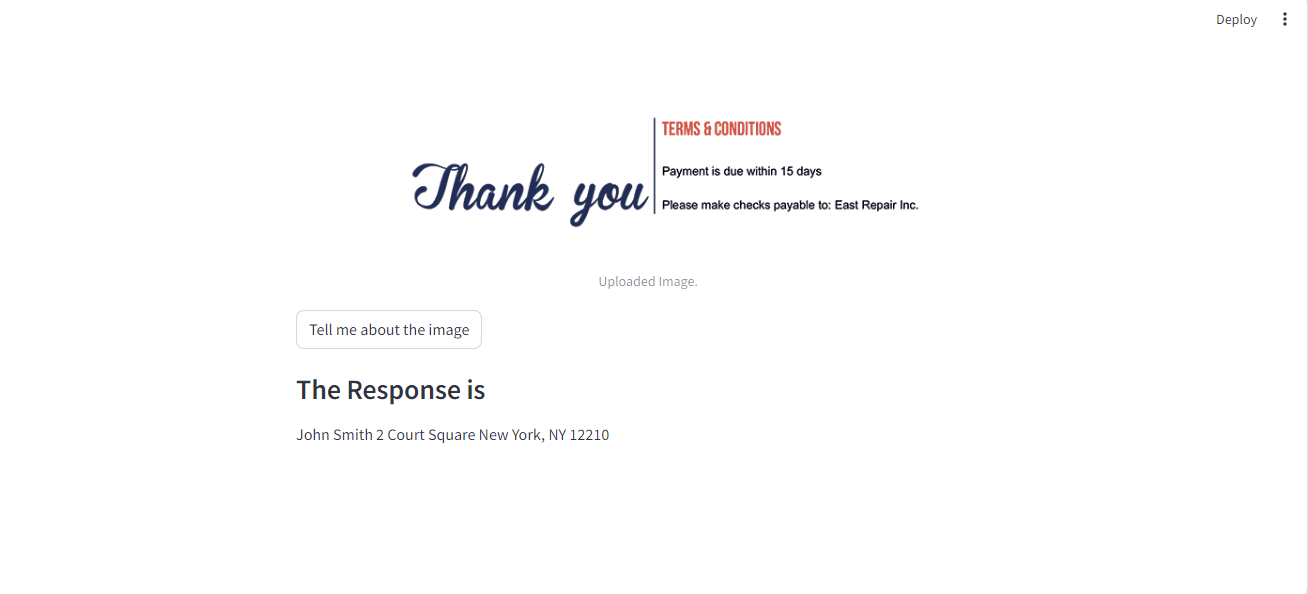 Deploy
TERMS & CONDITIONS
Thank you
Payment is due within 15 days
Please make checks payable to: East Repair Inc.
Uploaded Image.
Tell me about the image
The Response is
John Smith 2 Court Square New York, NY 12210